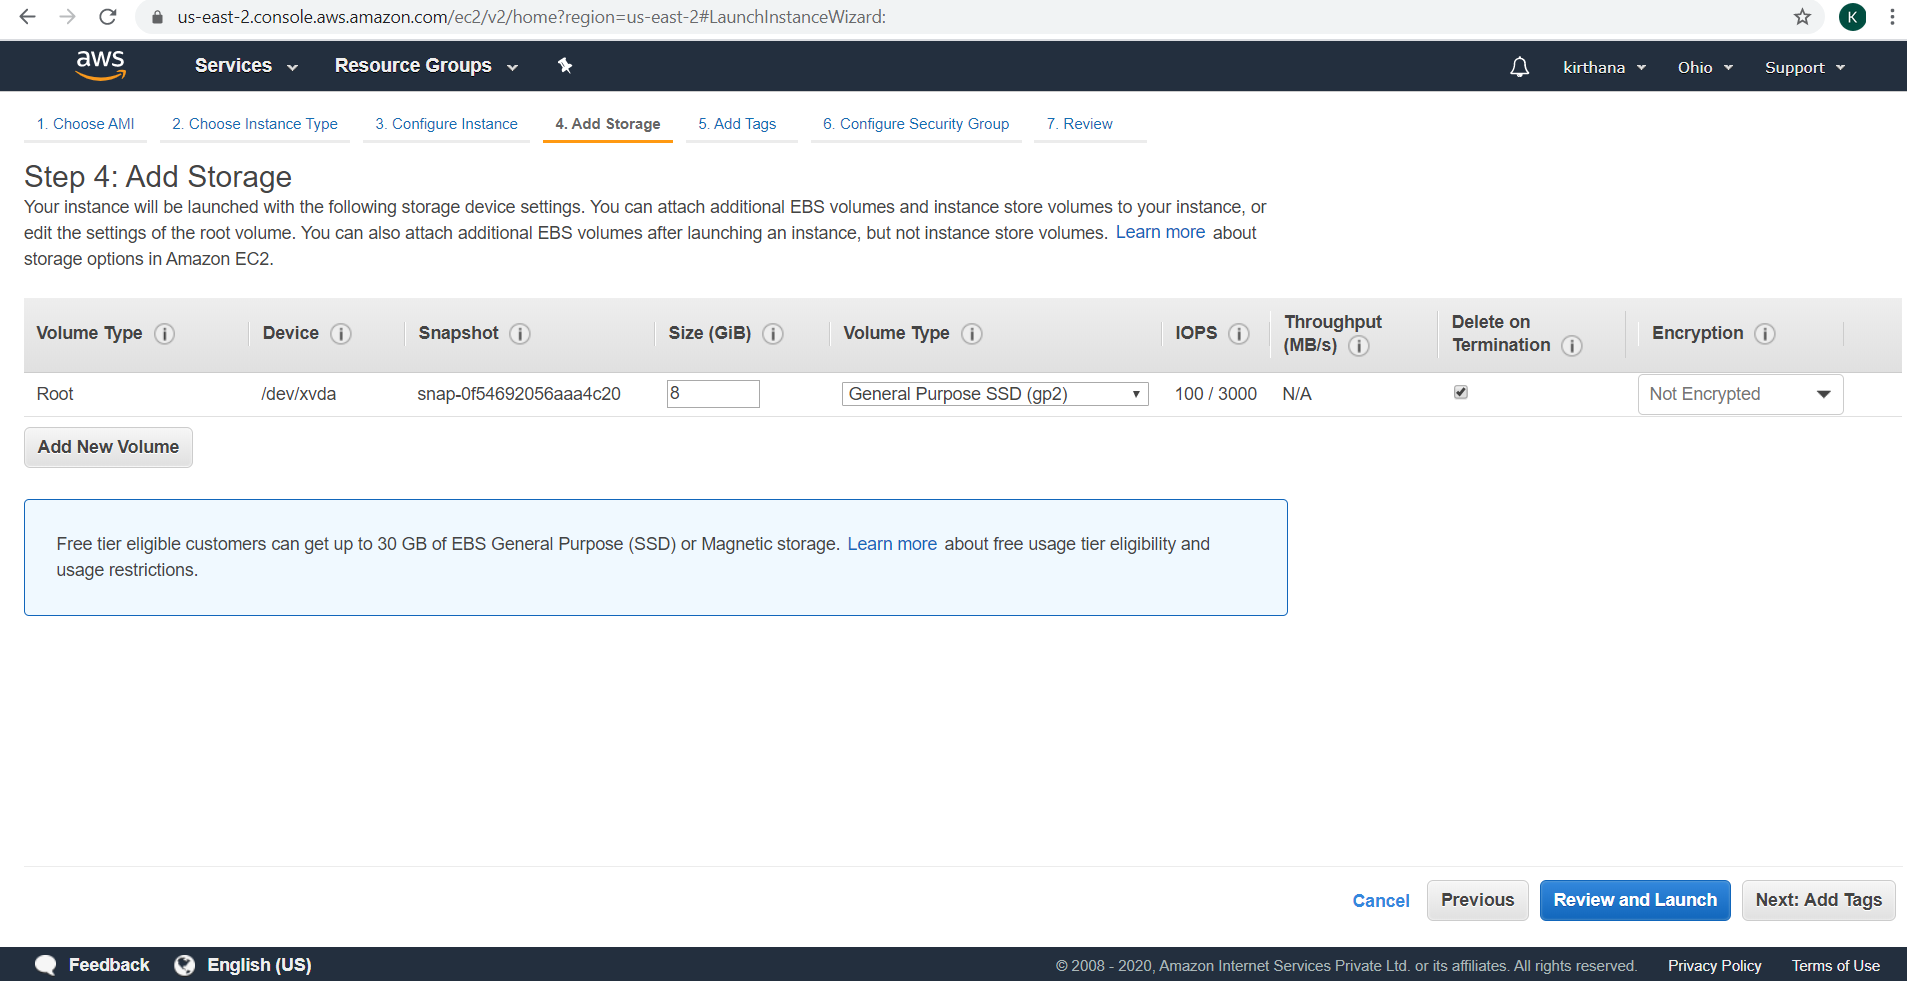 us-east-2.console.aws.amazon.com/ec2/v2/home?region=us-east-2#LaunchInstanceWizard:
K
aws Services Resource Groups kirthana Ohio Support
1. Choose AMI 2. Choose Instance Type 3. Configure Instance 4. Add Storage 5. Add Tags 6. Configure Security Group 7. Review
Step 4: Add Storage
Your instance will be launched with the following storage device settings. You can attach additional EBS volumes and instance store volumes to your instance, or
edit the settings of the root volume. You can also attach additional EBS volumes after launching an instance, but not instance store volumes. Learn more about
storage options in Amazon EC2.
Volume Type i Device i Snapshot i Size (GiB) i Volume Type i IOPS i Throughput (MB/s) i Delete on Termination i Encryption i
Root /dev/xvda snap-0f54692056aaa4c20 8 General Purpose SSD (gp2) 100 / 3000 N/A Not Encrypted
Add New Volume
Free tier eligible customers can get up to 30 GB of EBS General Purpose (SSD) or Magnetic storage. Learn more about free usage tier eligibility and
usage restrictions.
Cancel Previous Review and Launch Next: Add Tags
Feedback English (US) © 2008 - 2020, Amazon Internet Services Private Ltd. or its affiliates. All rights reserved. Privacy Policy Terms of Use